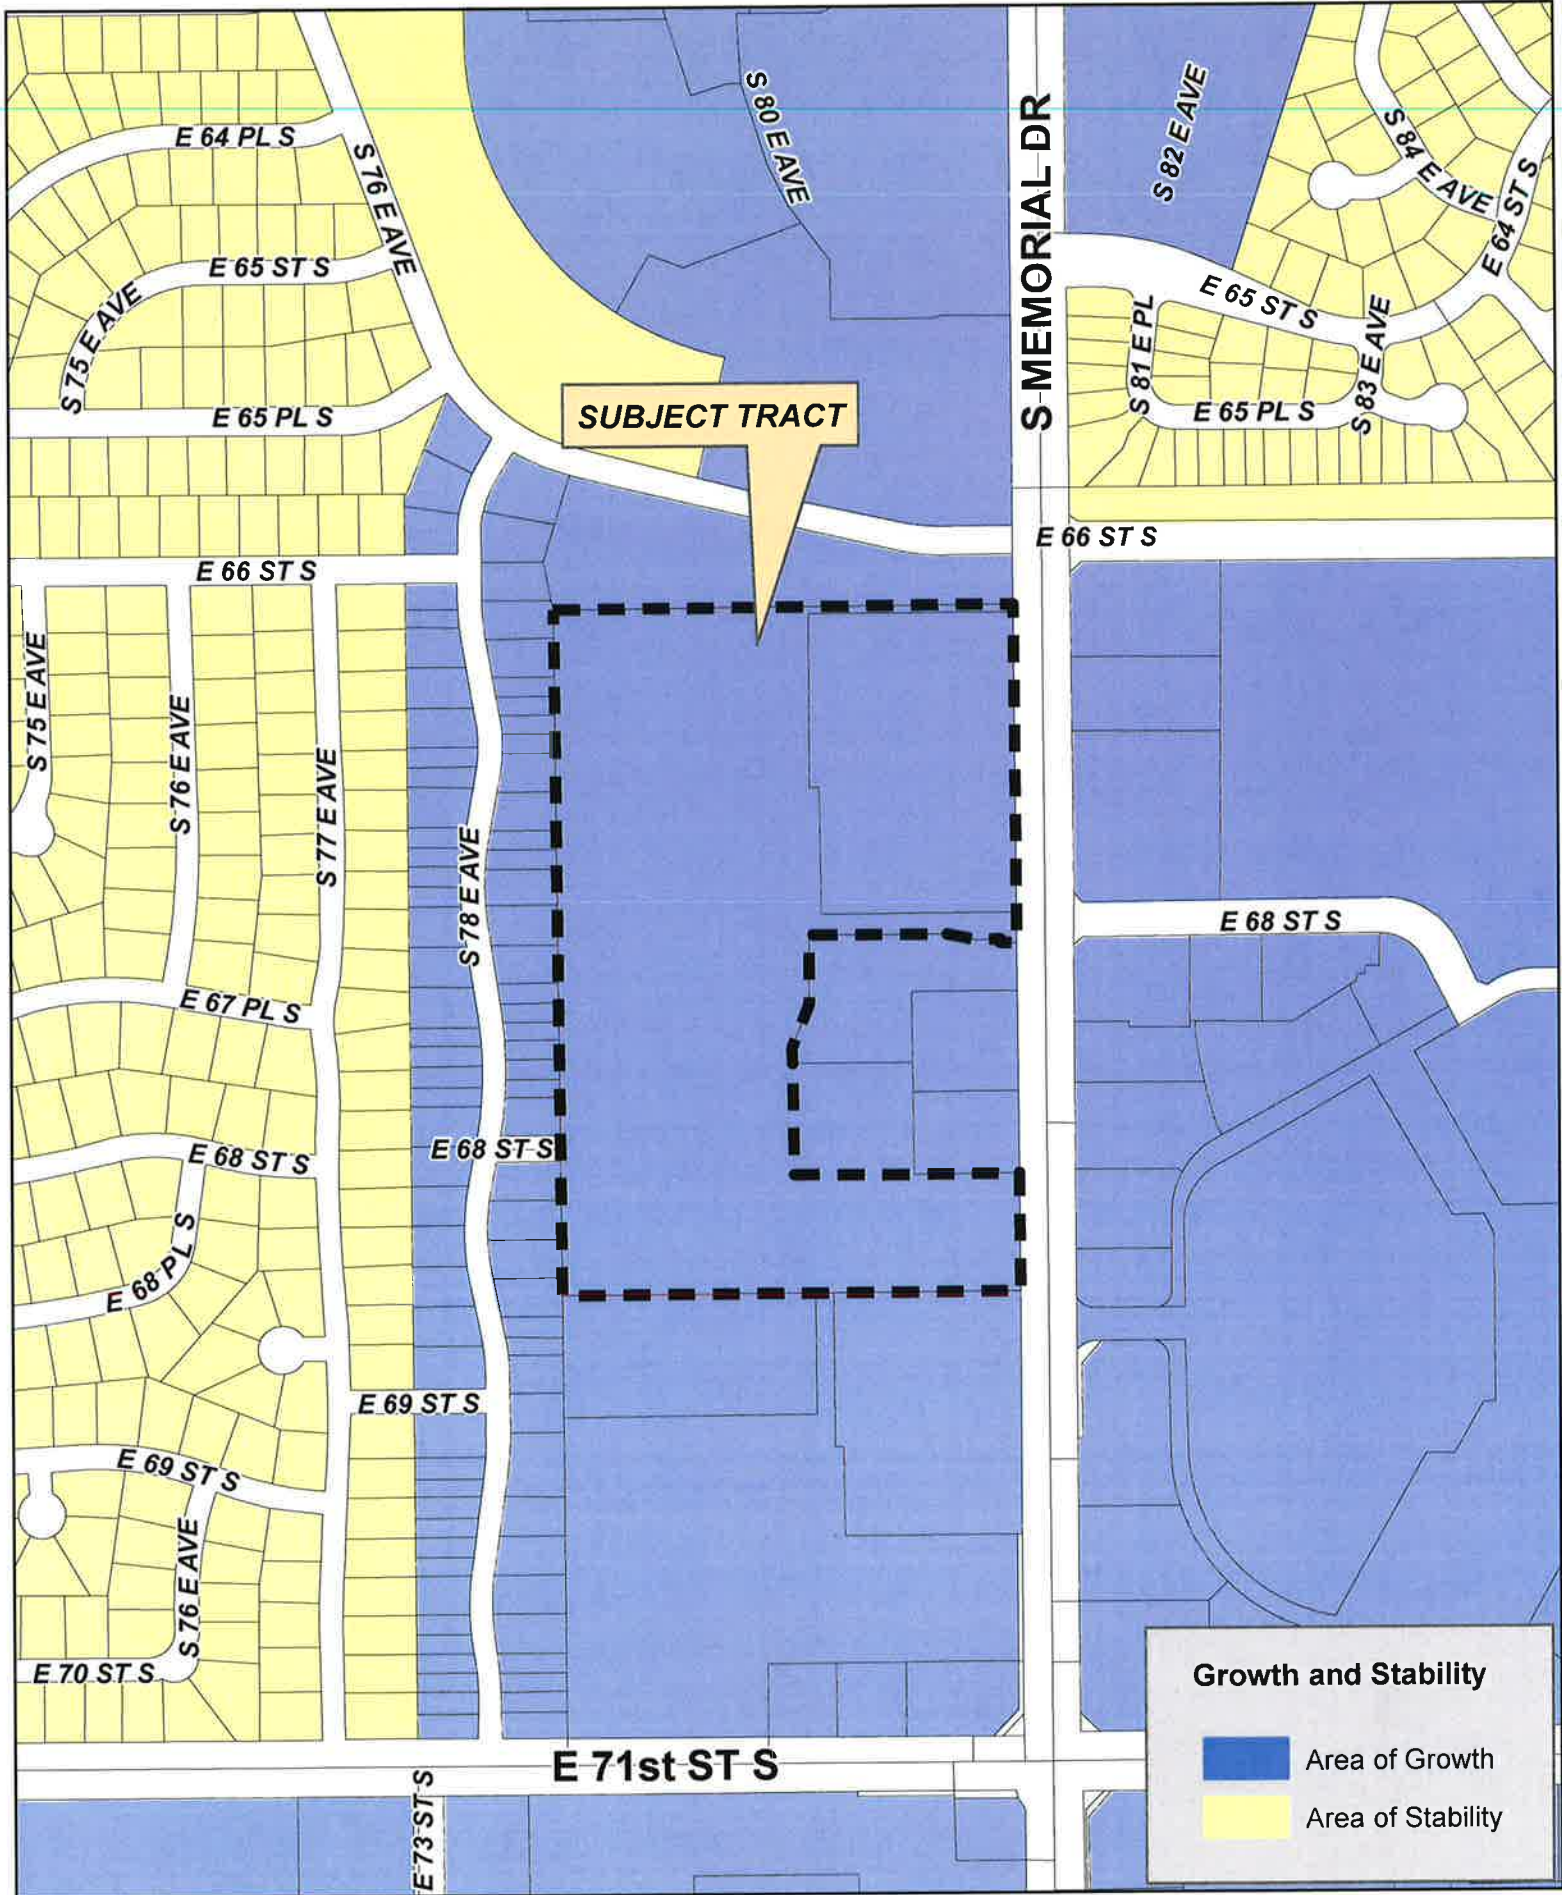 E 64 PL S
S 76 E AVE
S 80 E AVE
S MEMORIAL DR
S 82 E AVE
S 84 E AVE
E 64 ST S
E 65 ST S
S 75 E AVE
E 65 ST S
S 81 E PL
S 83 E AVE
E 65 PL S
E 65 PL S
SUBJECT TRACT
E 66 ST S
E 66 ST S
S 75 E AVE
S 76 E AVE
S 77 E AVE
S 78 E AVE
E 68 ST S
E 67 PL S
E 68 ST S
E 68 ST S
E 68 PL S
E 69 ST S
E 69 ST S
S 76 E AVE
E 70 ST S
E 71st ST S
E 73 ST S
Growth and Stability
Area of Growth
Area of Stability